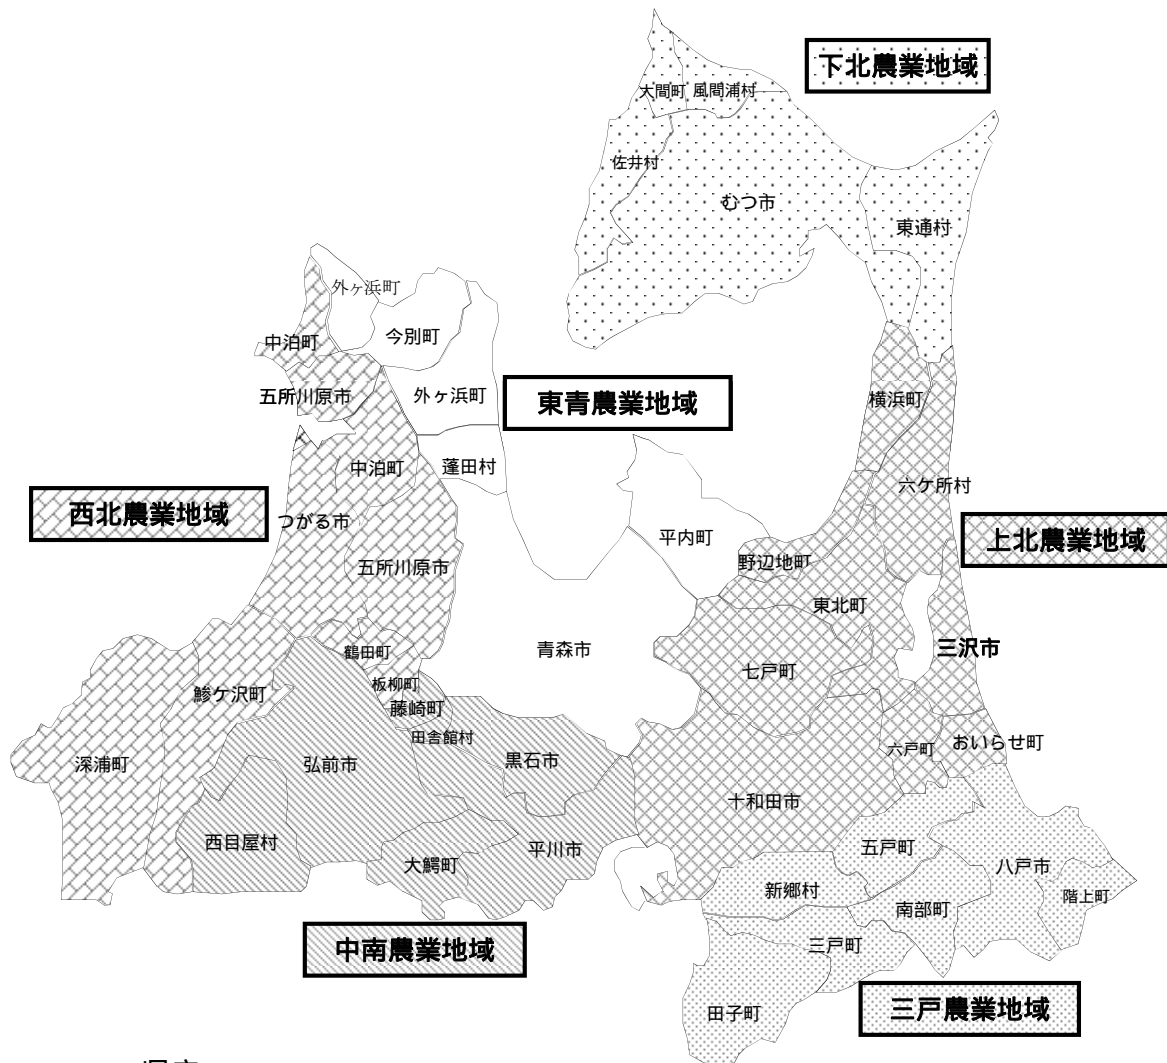 下北農業地域
大間町
風間浦村
佐井村
むつ市
東通村
外ヶ浜町
今別町
中泊町
五所川原市
外ヶ浜町
東青農業地域
横浜町
中泊町
蓬田村
六ケ所村
西北農業地域
つがる市
平内町
上北農業地域
五所川原市
野辺地町
東北町
青森市
三沢市
鶴田町
七戸町
板柳町
鰺ケ沢町
藤崎町
田舎館村
おいらせ町
六戸町
深浦町
弘前市
黒石市
十和田市
西目屋村
大鰐町
平川市
五戸町
八戸市
新郷村
階上町
南部町
中南農業地域
三戸町
三戸農業地域
田子町